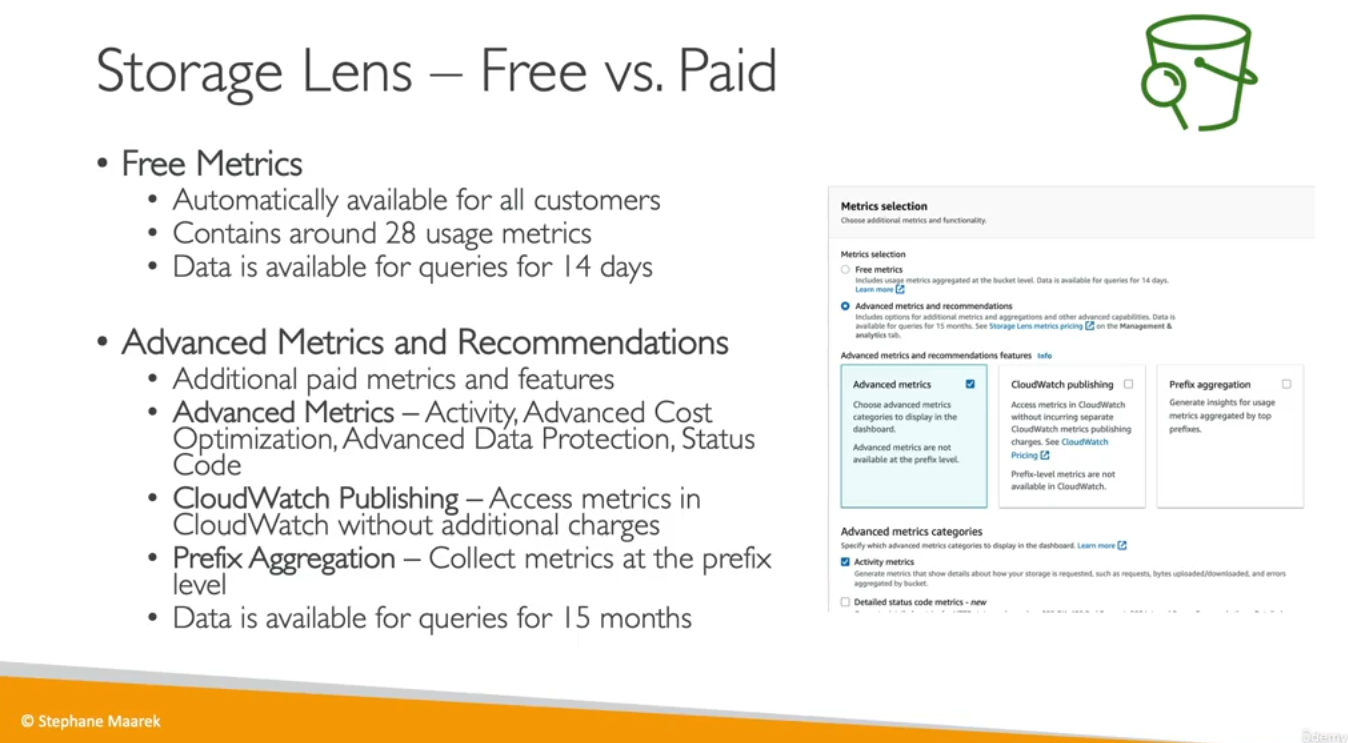 Storage Lens – Free vs. Paid
• Free Metrics
• Automatically available for all customers
• Contains around 28 usage metrics
• Data is available for queries for 14 days
• Advanced Metrics and Recommendations
• Additional paid metrics and features
• Advanced Metrics – Activity, Advanced Cost
Optimization, Advanced Data Protection, Status
Code
• CloudWatch Publishing – Access metrics in
CloudWatch without additional charges
• Prefix Aggregation – Collect metrics at the prefix
level
• Data is available for queries for 15 months
Metrics selection
Choose additional metrics and functionality.
Metrics selection
Free metrics
Includes usage metrics aggregated at the bucket level. Data is available for queries for 14 days.
Learn more
Advanced metrics and recommendations
Includes options for additional metrics and aggregations and other advanced capabilities. Data is
available for queries for 15 months. See Storage Lens metrics pricing on the Management &
analytics tab.
Advanced metrics and recommendations features Info
Advanced metrics
Choose advanced metrics
categories to display in the
dashboard.
Advanced metrics are not
available at the prefix level.
CloudWatch publishing
Access metrics in CloudWatch
without incurring separate
CloudWatch metrics publishing
charges. See CloudWatch
Pricing
Prefix-level metrics are not
available in CloudWatch.
Prefix aggregation
Generate insights for usage
metrics aggregated by top
prefixes.
Advanced metrics categories
Specify which advanced metrics categories to display in the dashboard. Learn more
Activity metrics
Generate metrics that show details about how your storage is requested, such as requests, bytes uploaded/downloaded, and errors
aggregated by bucket.
Detailed status code metrics - new
© Stephane Maarek